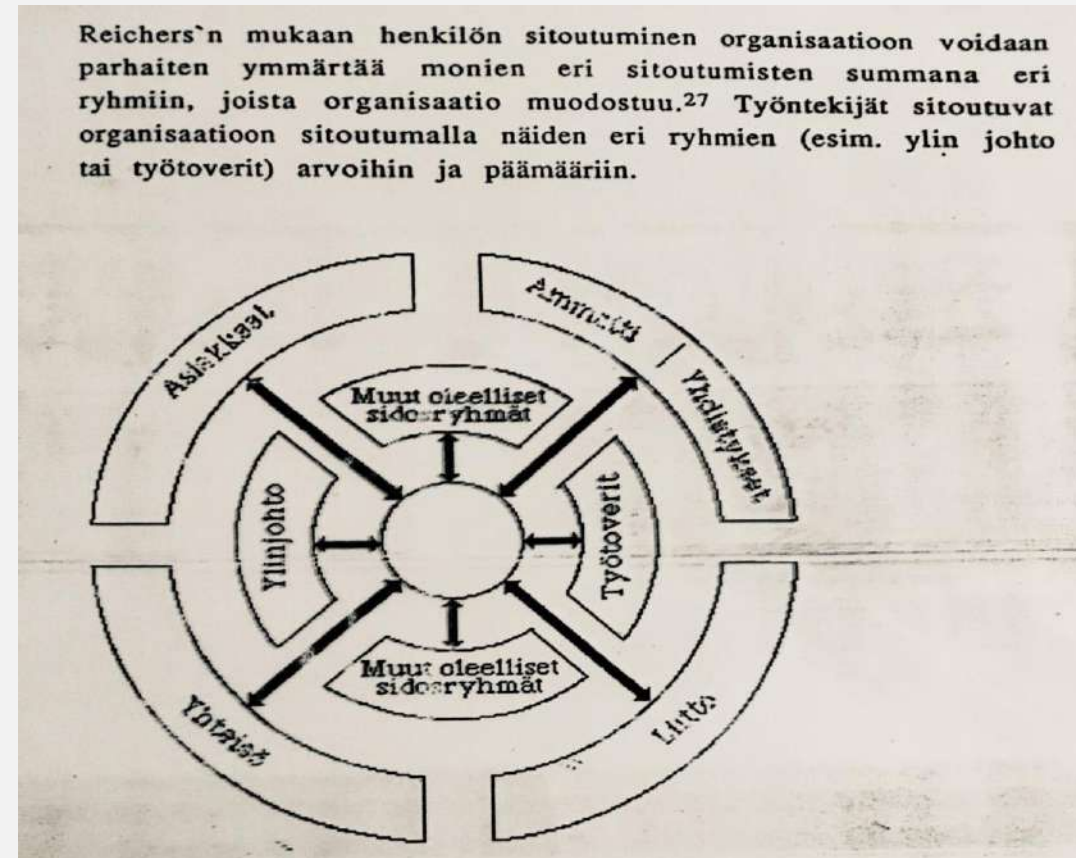 Reichers`n mukaan henkilön sitoutuminen organisaatioon voidaan
parhaiten ymmärtää monien eri sitoutumisten summana eri
ryhmiin, joista organisaatio muodostuu.27 Työntekijät sitoutuvat
organisaatioon sitoutumalla näiden eri ryhmien (esim. ylin johto
tai työtoverit) arvoihin ja päämääriin.
Asiakkaat
Ammatti
Yhdistykset
Muut oleelliset
sidosryhmät
Ylinjohto
Työtoverit
Muut oleelliset
sidosryhmät
Yhteisö
Liitto